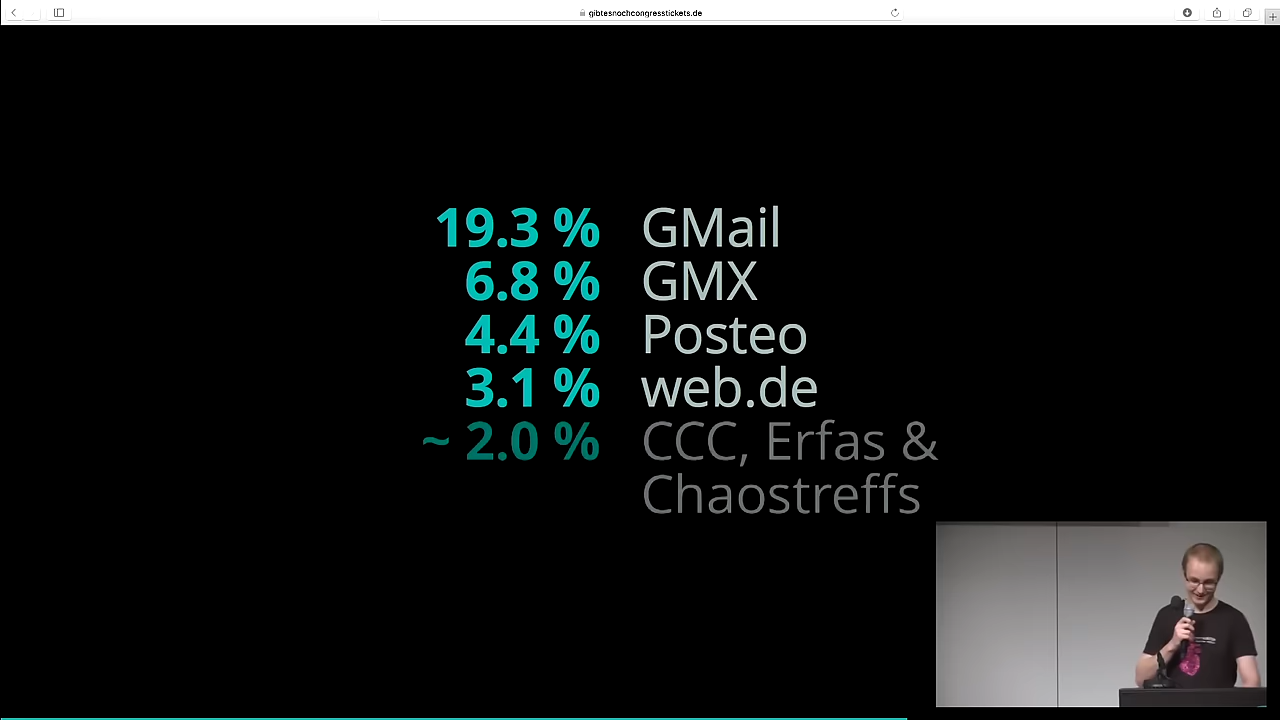 gibtesnochcongresstickets.de
19.3 % GMail
6.8 % GMX
4.4 % Posteo
3.1 % web.de
~ 2.0 % CCC, Erfas &
Chaostreffs